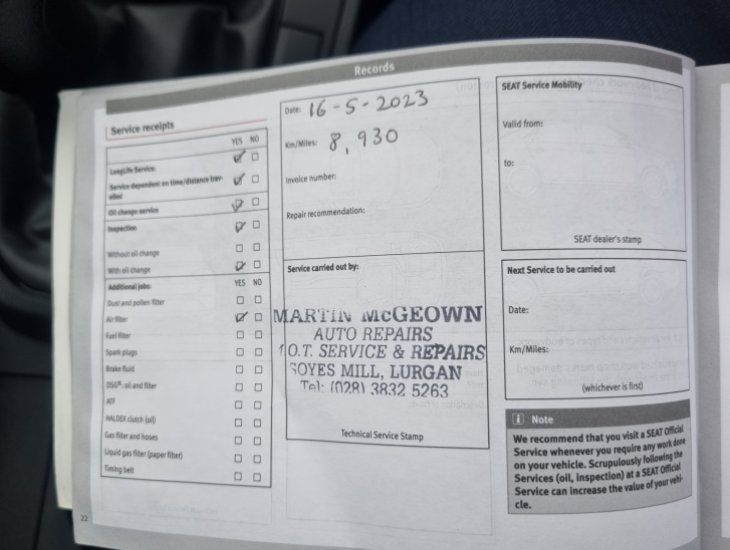 Records
Service receipts
YES NO
LongLife Service:
Service dependent on time/distance trav-
elled
Oil change service
Inspection
Without oil change
With oil change
Additional jobs: YES NO
Dust and pollen filter
Air filter
Fuel filter
Spark plugs
Brake fluid
DSG®: oil and filter
ATF
HALDEX clutch (oil)
Gas filter and hoses
Liquid gas filter (paper filter)
Timing belt
22
Date: 16-5-2023
Km/Miles: 8,930
Invoice number:
Repair recommendation:
Service carried out by:
MARTIN McGEOWN
AUTO REPAIRS
O.T. SERVICE & REPAIRS
SOYES MILL, LURGAN
Tel: (028) 3832 5263
Technical Service Stamp
SEAT Service Mobility
Valid from:
to:
SEAT dealer's stamp
Next Service to be carried out
Date:
Km/Miles:
(whichever is first)
i Note
We recommend that you visit a SEAT Official
Service whenever you require any work done
on your vehicle. Scrupulously following the
Services (oil, inspection) at a SEAT Official
Service can increase the value of your vehi-
cle.